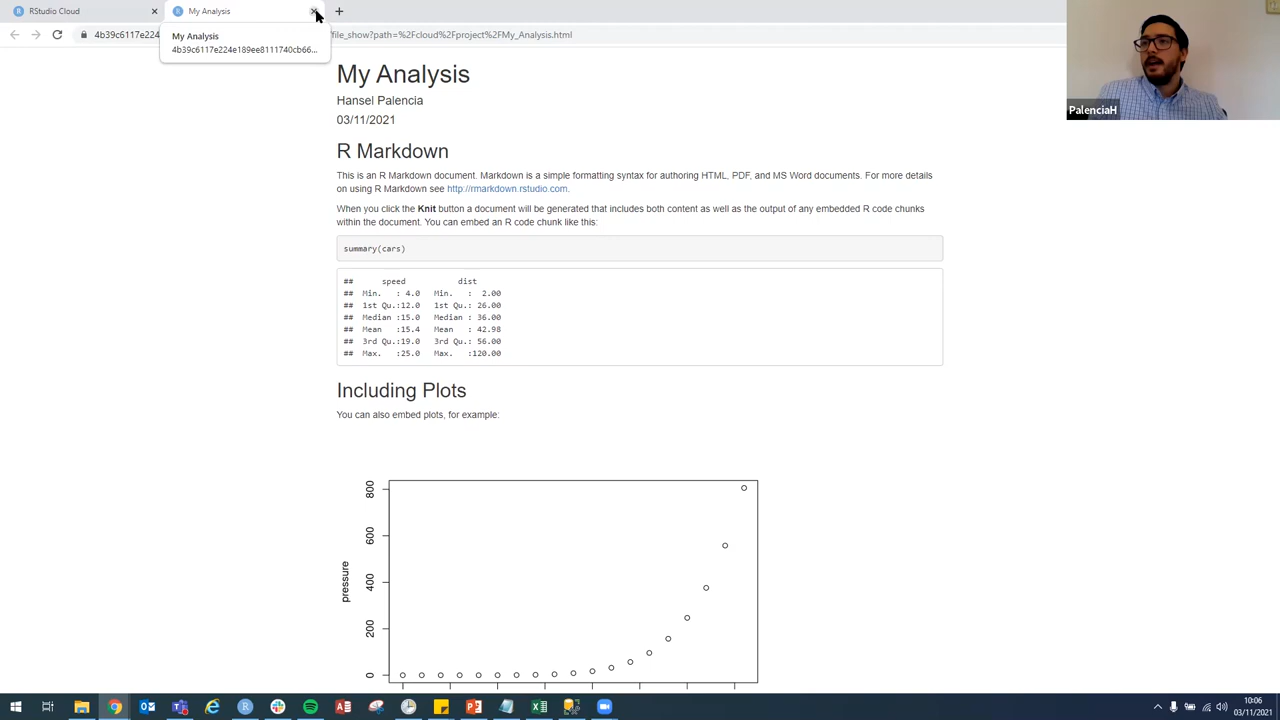 RStudio Cloud
My Analysis
4b39c6117e224
file_show?path=%2Fcloud%2Fproject%2FMy_Analysis.html
My Analysis
4b39c6117e224e189ee8111740cb66...
PalenciaH
My Analysis
Hansel Palencia
03/11/2021
R Markdown
This is an R Markdown document. Markdown is a simple formatting syntax for authoring HTML, PDF, and MS Word documents. For more details
on using R Markdown see http://rmarkdown.rstudio.com.
When you click the Knit button a document will be generated that includes both content as well as the output of any embedded R code chunks
within the document. You can embed an R code chunk like this:
summary(cars)
## speed dist
## Min. : 4.0 Min. : 2.00
## 1st Qu.:12.0 1st Qu.: 26.00
## Median :15.0 Median : 36.00
## Mean :15.4 Mean : 42.98
## 3rd Qu.:19.0 3rd Qu.: 56.00
## Max. :25.0 Max. :120.00
Including Plots
You can also embed plots, for example:
800
600
400
200
0
pressure
10:06
03/11/2021